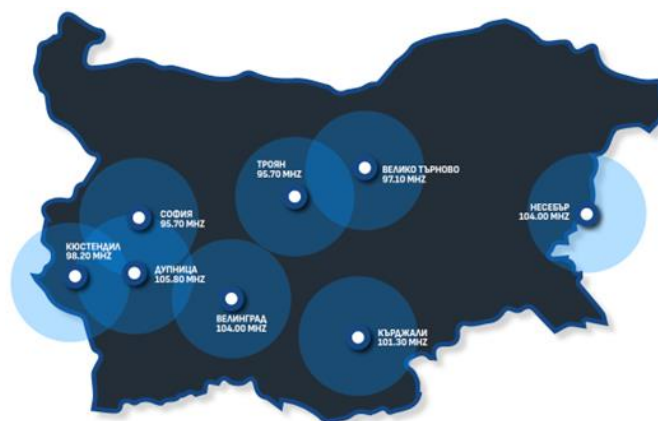 ТРОЯН
95.70 MHZ
ВЕЛИКО ТЪРНОВО
97.10 MHZ
НЕСЕБЪР
104.00 MHZ
СОФИЯ
95.70 MHZ
КЮСТЕНДИЛ
98.20 MHZ
ДУПНИЦА
105.80 MHZ
ВЕЛИНГРАД
104.00 MHZ
КЪРДЖАЛИ
101.30 MHZ